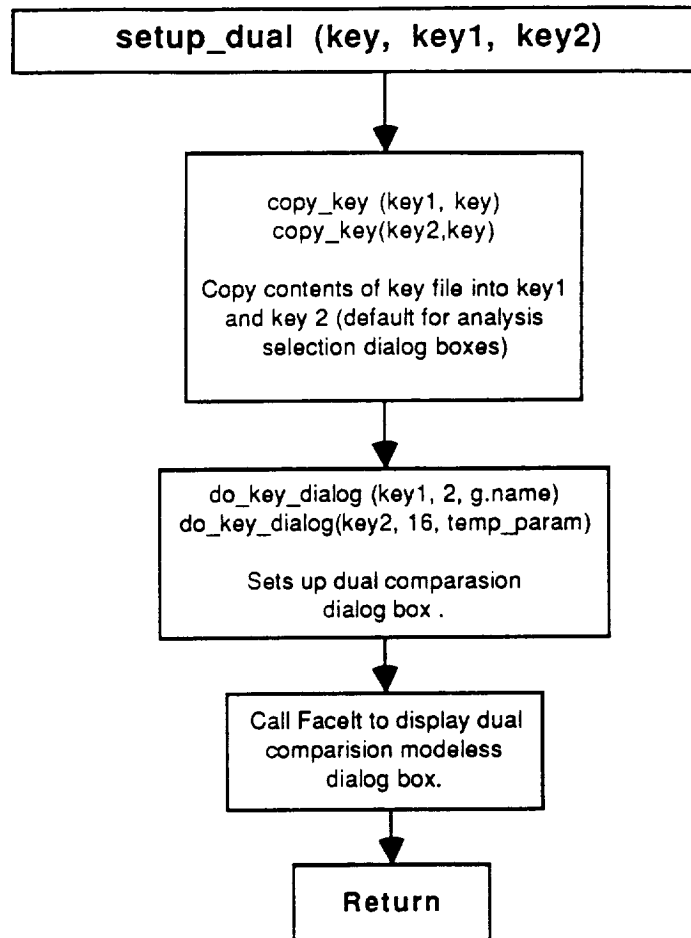 setup_dual (key, key1, key2)
copy_key (key1, key)
copy_key(key2,key)
Copy contents of key file into key1
and key 2 (default for analysis
selection dialog boxes)
do_key_dialog (key1, 2, g.name)
do_key_dialog(key2, 16, temp_param)
Sets up dual comparasion
dialog box .
Call FaceIt to display dual
comparision modeless
dialog box.
Return